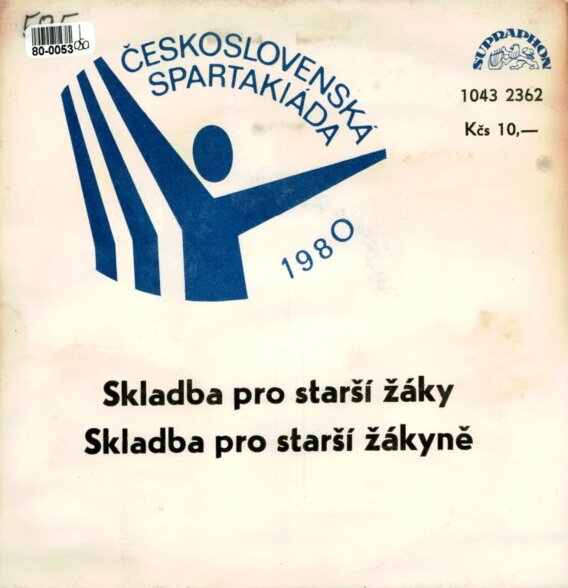 80-0053
ČESKOSLOVENSKÁ
SPARTAKIÁDA
1980
SUPRAPHON
1043 2362
Kčs 10,—
Skladba pro starší žáky
Skladba pro starší žákyně